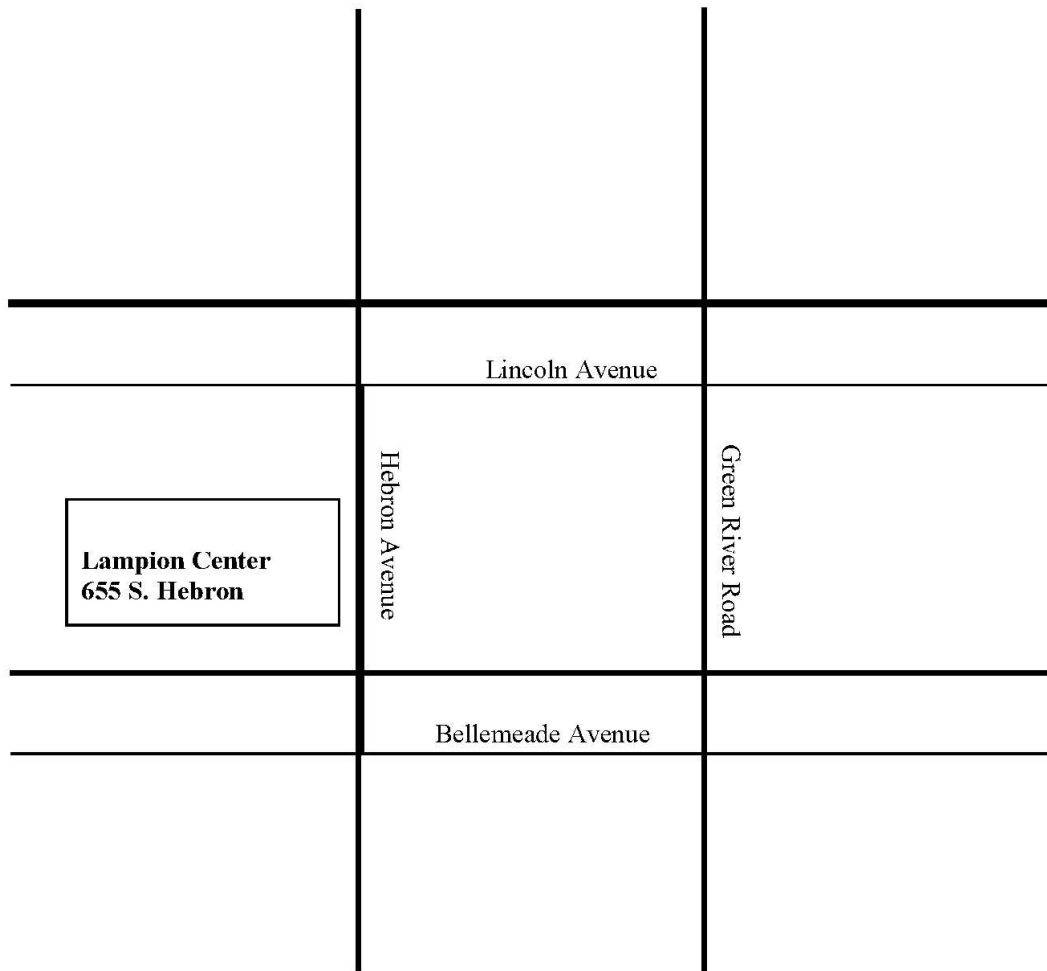 Lincoln Avenue
Hebron Avenue
Green River Road
Lampion Center
655 S. Hebron
Bellemeade Avenue